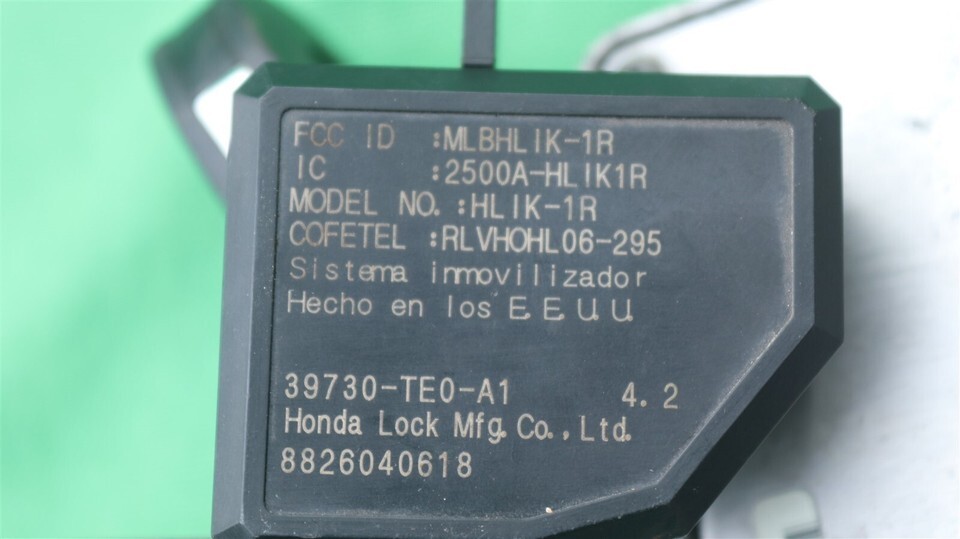 FCC ID :MLBHLIK-1R
IC :2500A-HLIK1R
MODEL NO. :HLIK-1R
COFETEL :RLVHOHL06-295
Sistema inmovilizador
Hecho en los E.E.U.U.
39730-TE0-A1 4.2
Honda Lock Mfg.Co.,Ltd.
8826040618